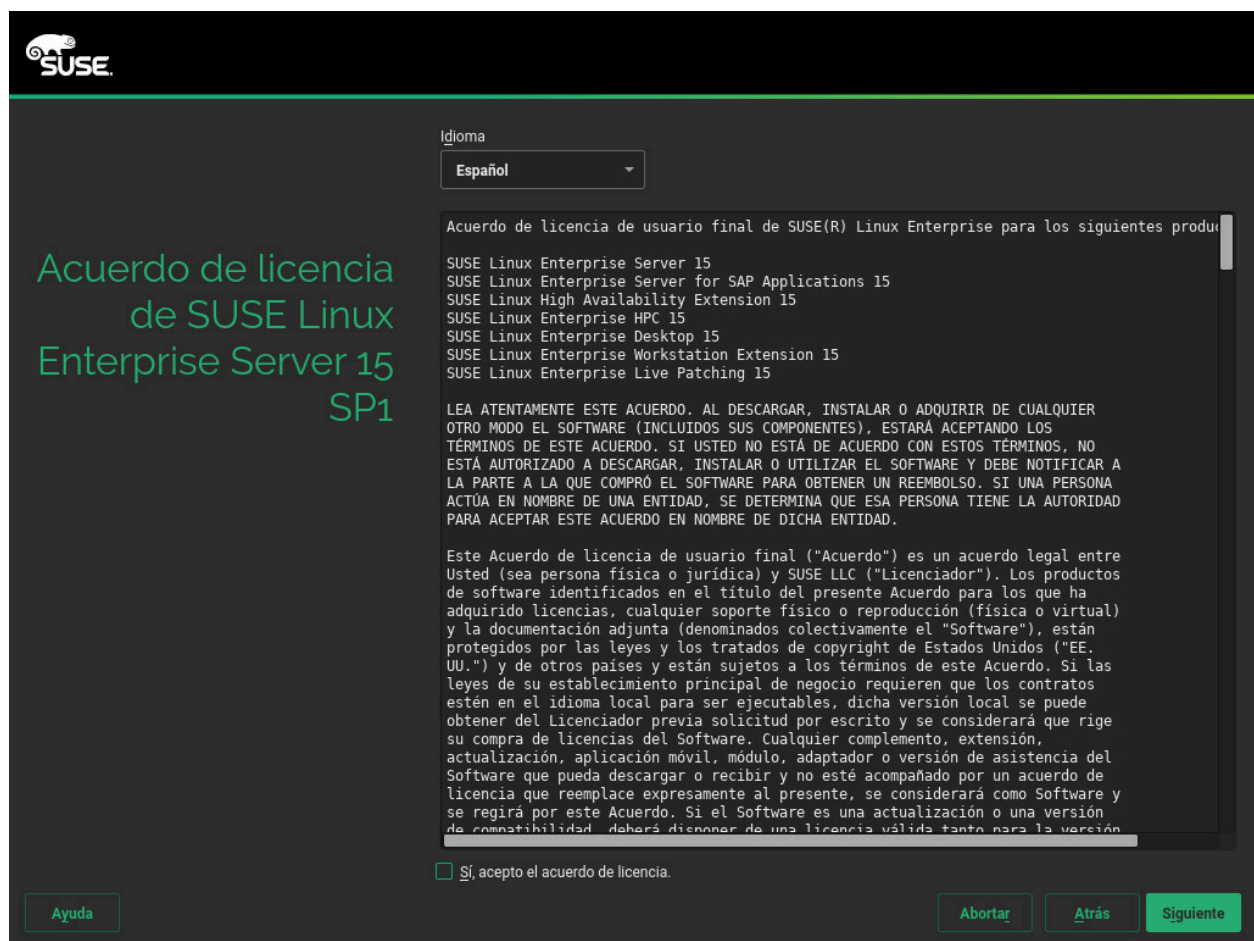 SUSE.
Idioma
Español
Acuerdo de licencia
de SUSE Linux
Enterprise Server 15
SP1
Acuerdo de licencia de usuario final de SUSE(R) Linux Enterprise para los siguientes
SUSE Linux Enterprise Server 15
SUSE Linux Enterprise Server for SAP Applications 15
SUSE Linux High Availability Extension 15
SUSE Linux Enterprise HPC 15
SUSE Linux Enterprise Desktop 15
SUSE Linux Enterprise Workstation Extension 15
SUSE Linux Enterprise Live Patching 15
LEA ATENTAMENTE ESTE ACUERDO. AL DESCARGAR, INSTALAR O ADQUIRIR DE CUALQUIER
OTRO MODO EL SOFTWARE (INCLUIDOS SUS COMPONENTES), ESTARÁ ACEPTANDO LOS
TÉRMINOS DE ESTE ACUERDO. SI USTED NO ESTÁ DE ACUERDO CON ESTOS TÉRMINOS, NO
ESTÁ AUTORIZADO A DESCARGAR, INSTALAR O UTILIZAR EL SOFTWARE Y DEBE NOTIFICAR A
LA PARTE A LA QUE COMPRÓ EL SOFTWARE PARA OBTENER UN REEMBOLSO. SI UNA PERSONA
ACTÚA EN NOMBRE DE UNA ENTIDAD, SE DETERMINA QUE ESA PERSONA TIENE LA AUTORIDAD
PARA ACEPTAR ESTE ACUERDO EN NOMBRE DE DICHA ENTIDAD.
Este Acuerdo de licencia de usuario final ("Acuerdo") es un acuerdo legal entre
Usted (sea persona física o jurídica) y SUSE LLC ("Licenciador"). Los productos
de software identificados en el título del presente Acuerdo para los que ha
adquirido licencias, cualquier soporte físico o reproducción (física o virtual)
y la documentación adjunta (denominados colectivamente el "Software"), están
protegidos por las leyes y los tratados de copyright de Estados Unidos ("EE.
UU.") y de otros países y están sujetos a los términos de este Acuerdo. Si las
leyes de su establecimiento principal de negocio requieren que los contratos
estén en el idioma local para ser ejecutables, dicha versión local se puede
obtener del Licenciador previa solicitud por escrito y se considerará que rige
su compra de licencias del Software. Cualquier complemento, extensión,
actualización, aplicación móvil, módulo, adaptador o versión de asistencia del
Software que pueda descargar o recibir y no esté acompañado por un acuerdo de
licencia que reemplace expresamente al presente, se considerará como Software y
se regirá por este Acuerdo. Si el Software es una actualización o una versión
de compatibilidad, deberá disponer de una licencia válida tanto para la versión
Sí, acepto el acuerdo de licencia.
Ayuda
Abortar
Atrás
Siguiente